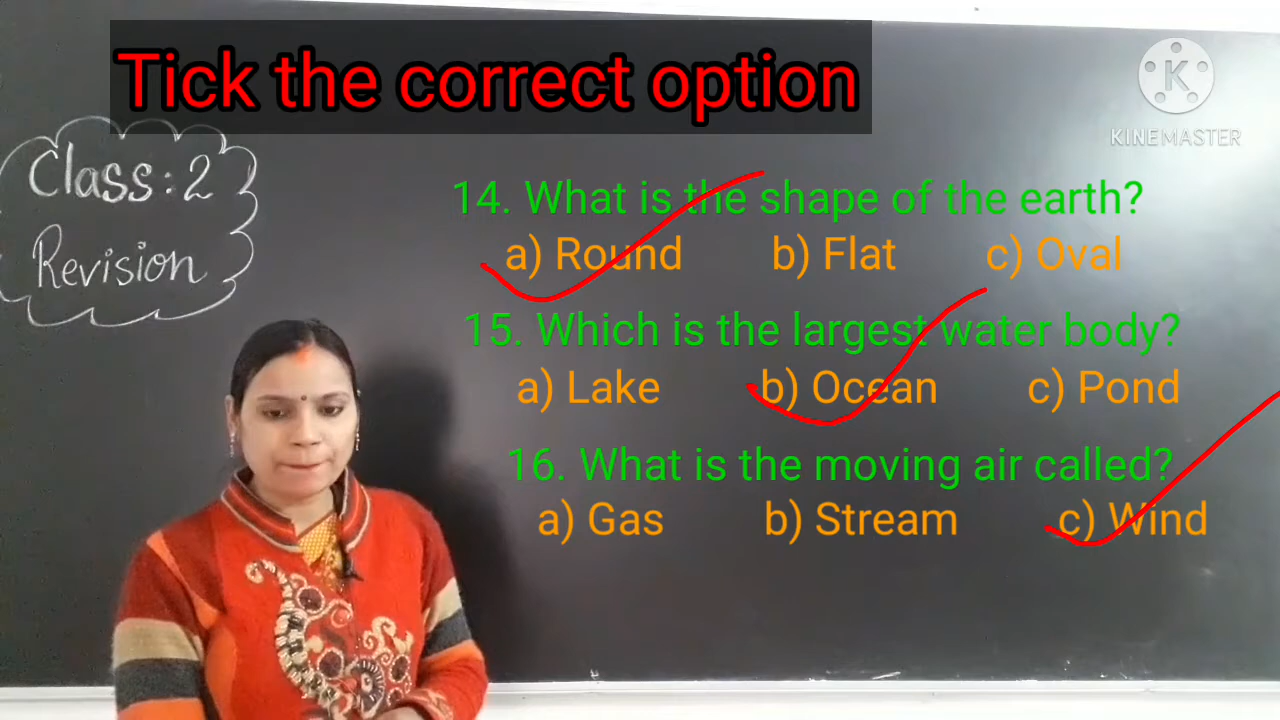 Tick the correct option
KINEMASTER
Class: 2
Revision
14. What is the shape of the earth?
a) Round b) Flat c) Oval
15. Which is the largest water body?
a) Lake b) Ocean c) Pond
16. What is the moving air called?
a) Gas b) Stream c) Wind